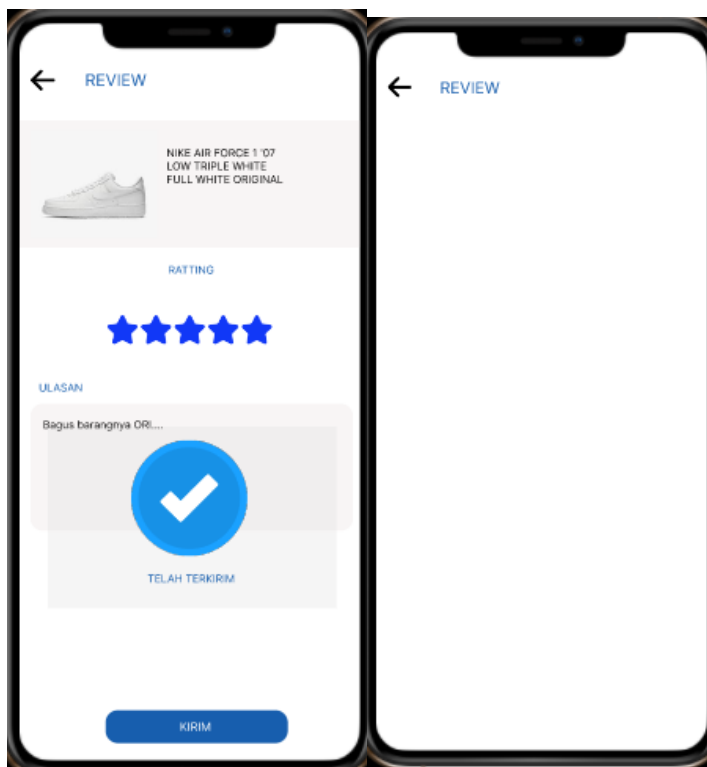 REVIEW
NIKE AIR FORCE 1 '07
LOW TRIPLE WHITE
FULL WHITE ORIGINAL
RATTING
ULASAN
Bagus barangnya ORI....
TELAH TERKIRIM
KIRIM
REVIEW